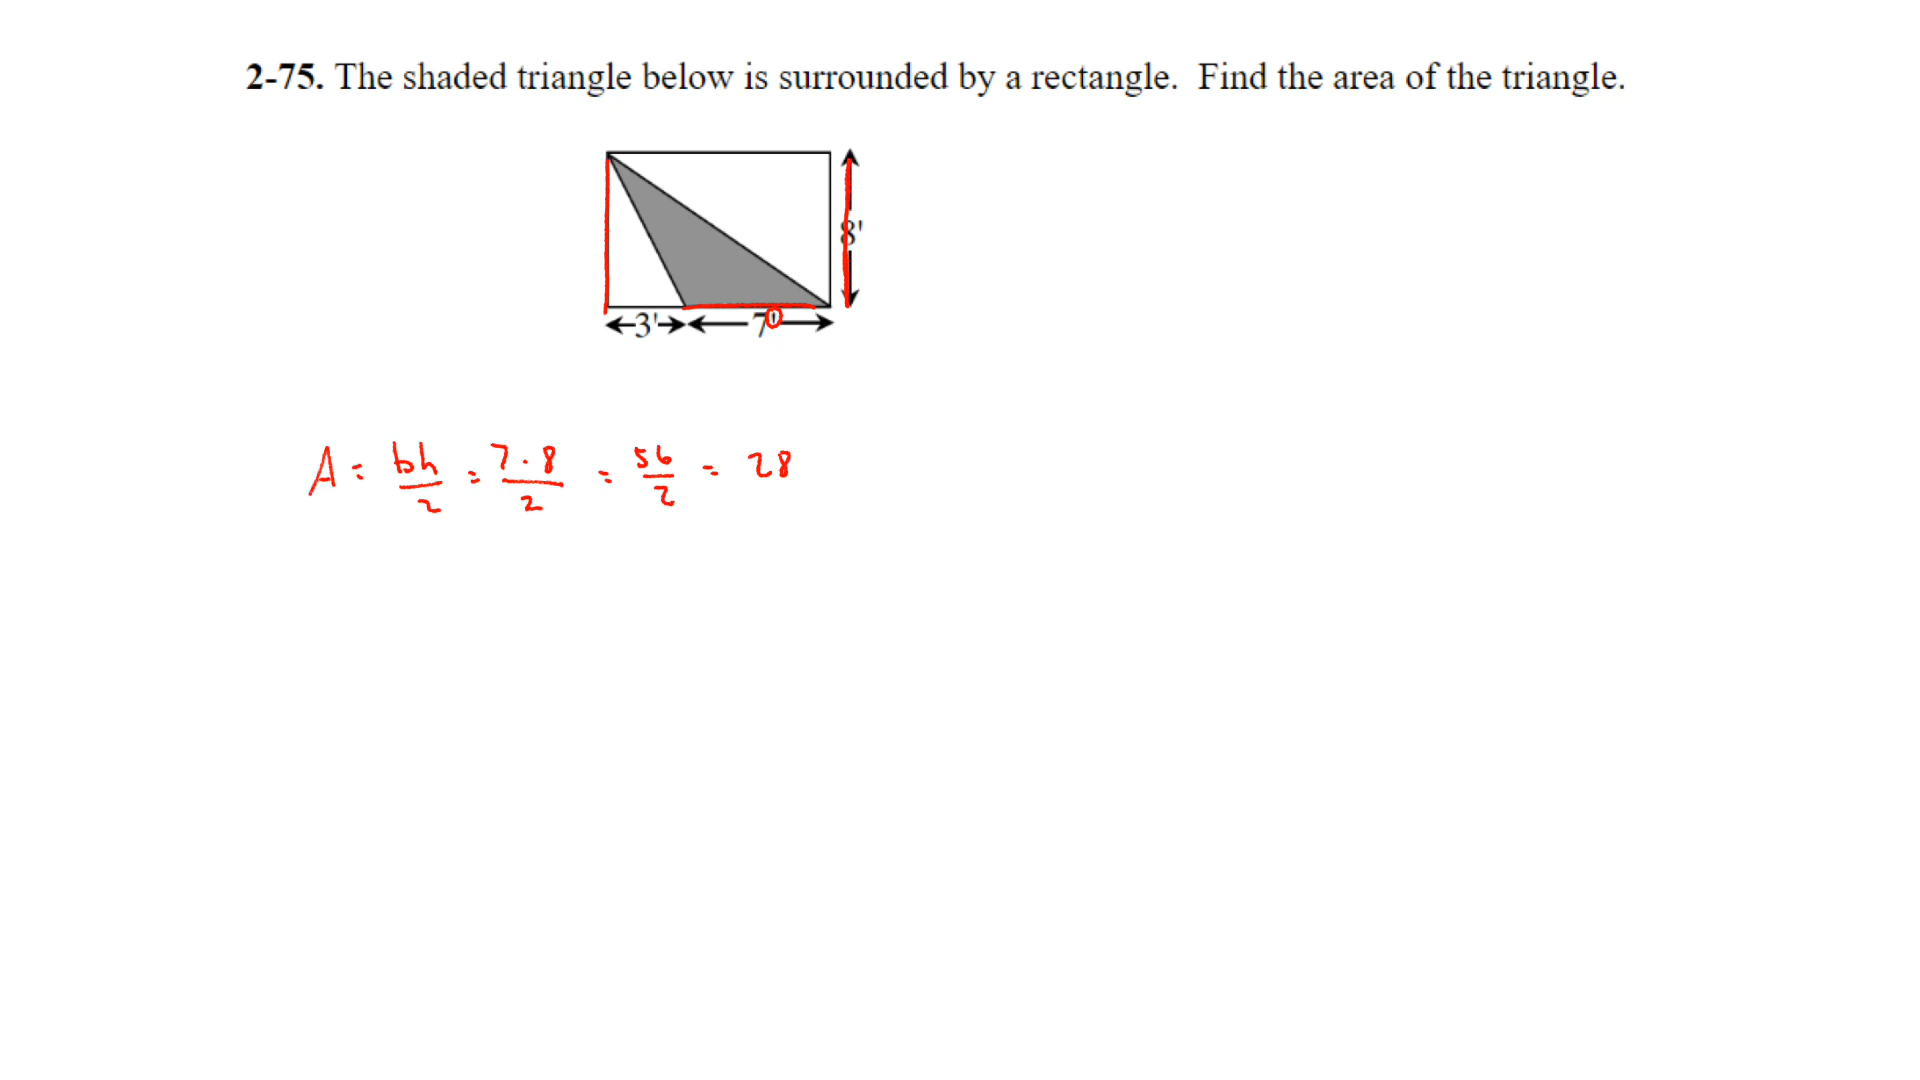 2-75. The shaded triangle below is surrounded by a rectangle. Find the area of the triangle.
8'
3' 7'
A = bh/2 = 7·8/2 = 56/2 = 28